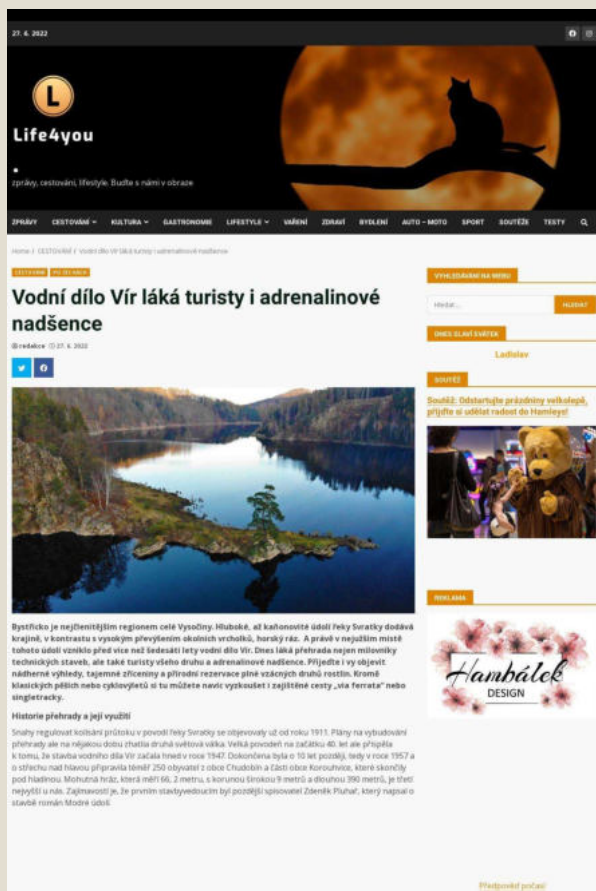 27. 6. 2022
L
Life4you
zprávy, cestování, lifestyle. Buďte s námi v obraze
ZPRÁVY CESTOVÁNÍ KULTURA GASTRONOMIE LIFESTYLE VAŘENÍ ZDRAVÍ BYDLENÍ AUTO – MOTO SPORT SOUTĚŽE TESTY
Home / CESTOVÁNÍ / Vodní dílo Vír láká turisty i adrenalinové nadšence
CESTOVÁNÍ PO ČECHÁCH
Vodní dílo Vír láká turisty i adrenalinové
nadšence
redakce 27. 6. 2022
Bystřicko je nejčlenitějším regionem celé Vysočiny. Hluboké, až kaňonovité údolí řeky Svratky dodává
krajině, v kontrastu s vysokým převýšením okolních vrcholků, horský ráz. A právě v nejužším místě
tohoto údolí vzniklo před více než šedesáti lety vodní dílo Vír. Dnes láká přehrada nejen milovníky
technických staveb, ale také turisty všeho druhu a adrenalinové nadšence. Přijeďte i vy objevit
nádherné výhledy, tajemné zříceniny a přírodní rezervace plné vzácných druhů rostlin. Kromě
klasických pěších nebo cyklovýletů si tu můžete navíc vyzkoušet i zajištěné cesty „via ferrata“ nebo
singletracky.
Historie přehrady a její využití
Snahy regulovat kolísání průtoku v povodí řeky Svratky se objevovaly už od roku 1911. Plány na vybudování
přehrady ale na nějakou dobu zhatila druhá světová válka. Velká povodeň na začátku 40. let ale přispěla
k tomu, že stavba vodního díla Vír začala hned v roce 1947. Dokončena byla o 10 let později, tedy v roce 1957 a
o střechu nad hlavou připravila téměř 250 obyvatel z obce Chudobín a části obce Korouhvice, které skončily
pod hladinou. Mohutná hráz, která měří 66, 2 metru, s korunou širokou 9 metrů a dlouhou 390 metrů, je třetí
nejvyšší u nás. Zajímavostí je, že prvním stavbyvedoucím byl pozdější spisovatel Zdeněk Pluhař, který napsal o
stavbě román Modré údolí.
VYHLEDÁVÁNÍ NA WEBU
Hledat...
HLEDAT
DNES SLAVÍ SVÁTEK
Ladislav
SOUTĚŽ
Soutěž: Odstartujte prázdniny velkolepě,
přijďte si udělat radost do Hamleys!
REKLAMA
Hambálek
DESIGN
Předpověď počasí